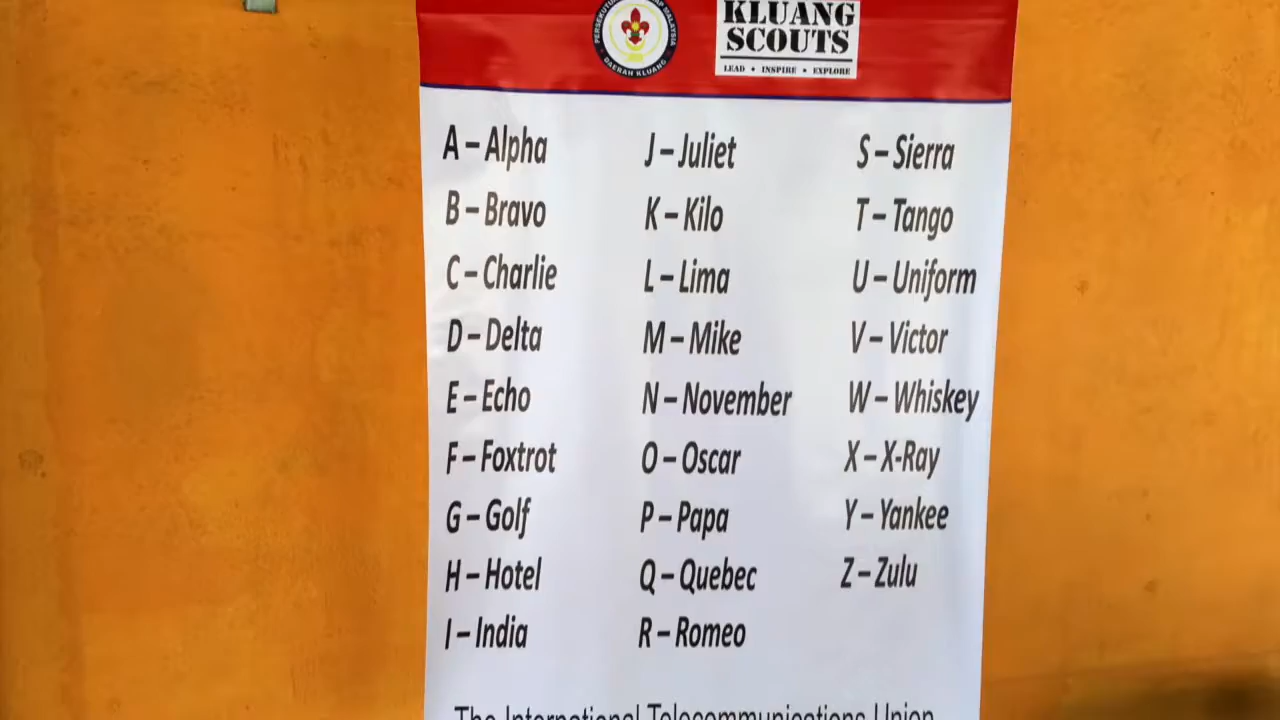 KLUANG
SCOUTS
LEAD • INSPIRE • EXPLORE
DAERAH KLUANG
A – Alpha
B – Bravo
C – Charlie
D – Delta
E – Echo
F – Foxtrot
G – Golf
H – Hotel
I – India
J – Juliet
K – Kilo
L – Lima
M – Mike
N – November
O – Oscar
P – Papa
Q – Quebec
R – Romeo
S – Sierra
T – Tango
U – Uniform
V – Victor
W – Whiskey
X – X-Ray
Y – Yankee
Z – Zulu
The International Telecommunications Union